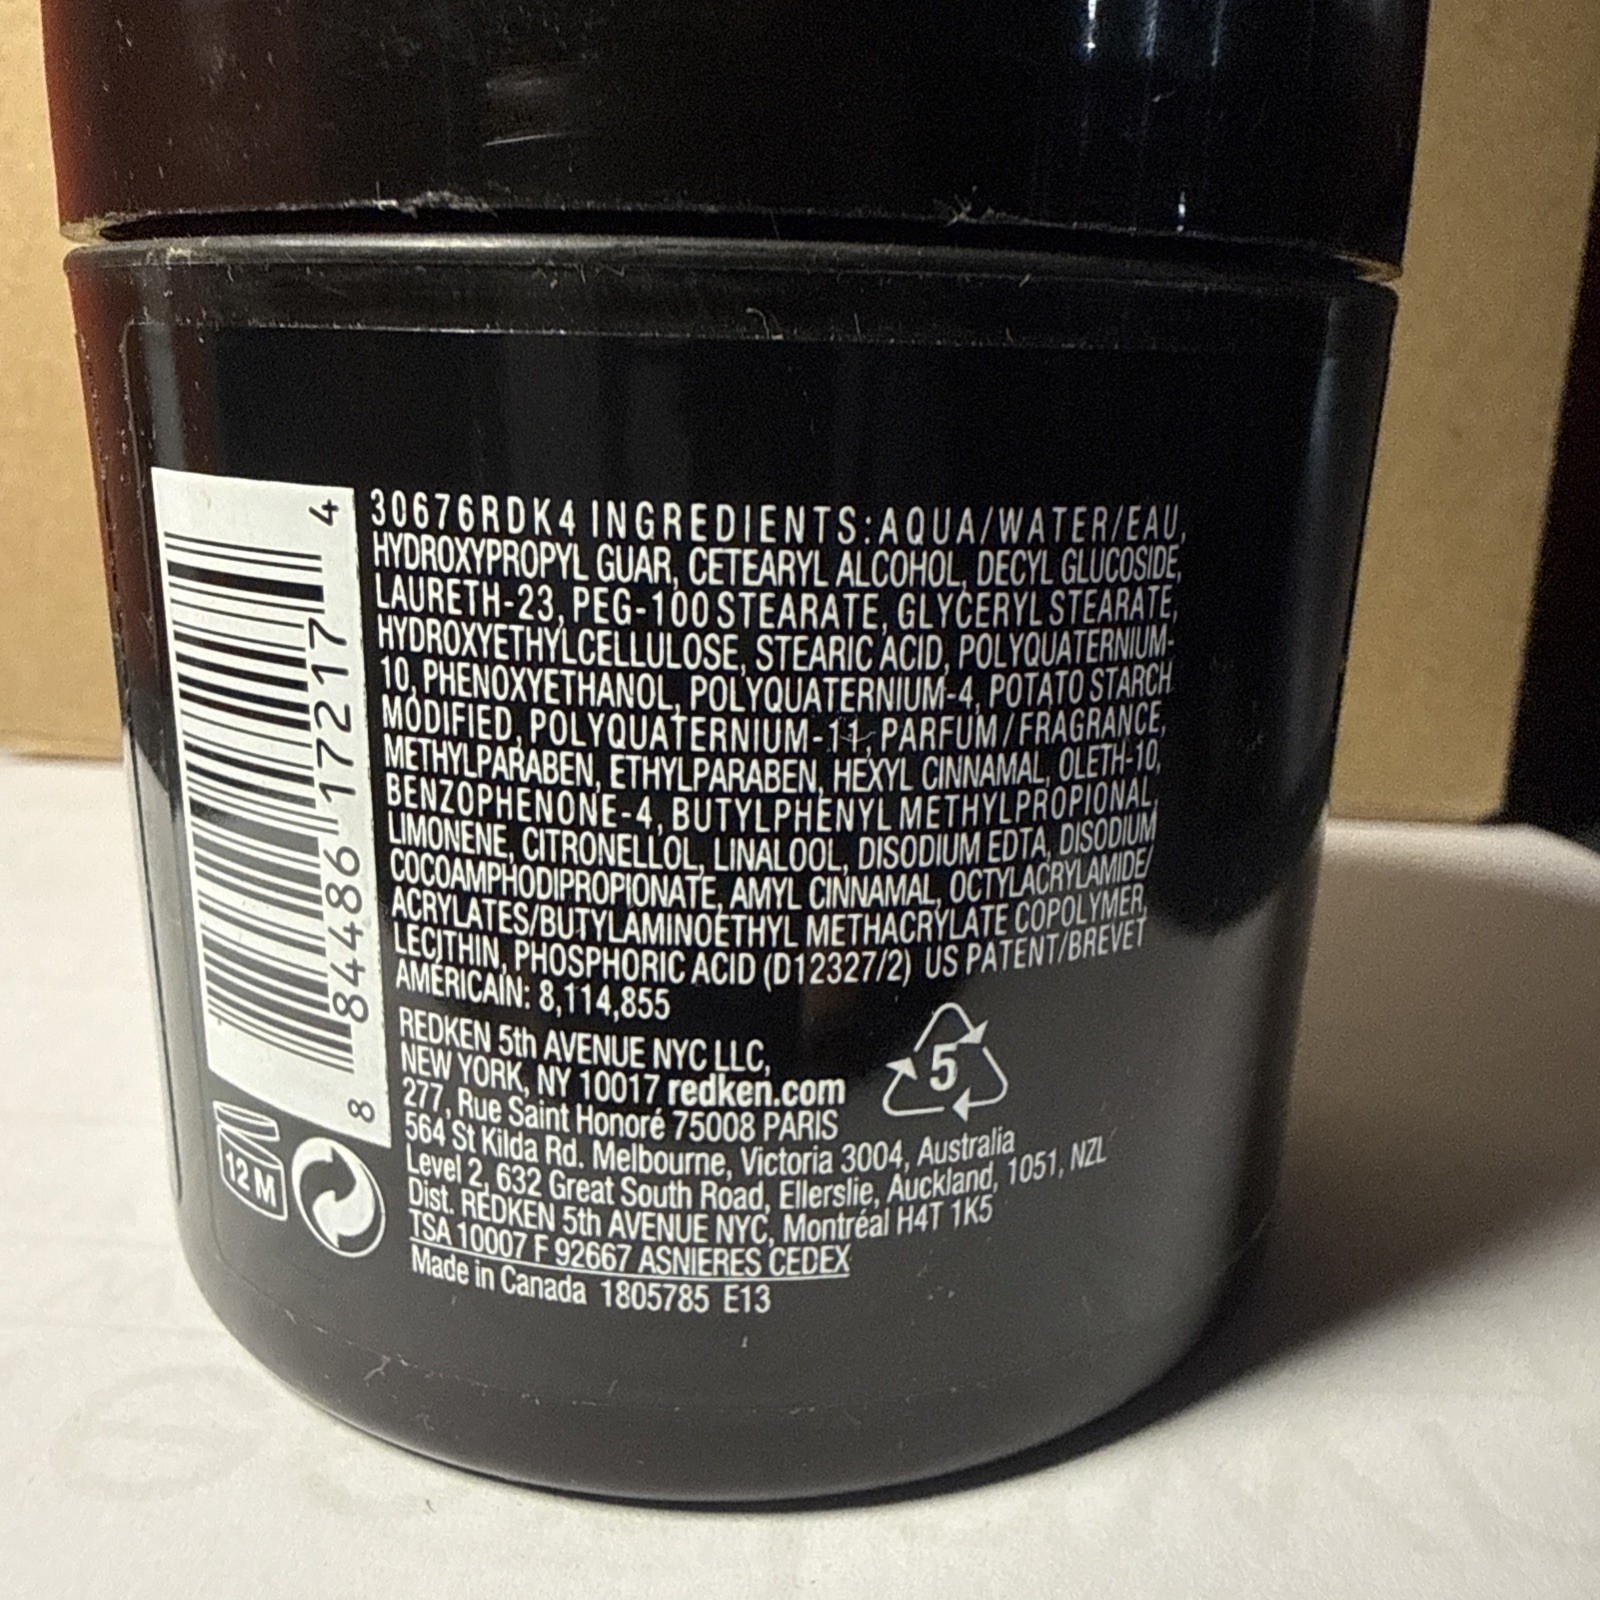 30676RDK4 INGREDIENTS:AQUA/WATER/EAU,
HYDROXYPROPYL GUAR, CETEARYL ALCOHOL, DECYL GLUCOSIDE,
LAURETH-23, PEG-100 STEARATE, GLYCERYL STEARATE,
HYDROXYETHYLCELLULOSE, STEARIC ACID, POLYQUATERNIUM-
10, PHENOXYETHANOL, POLYQUATERNIUM-4, POTATO STARCH
MODIFIED, POLYQUATERNIUM-11, PARFUM/FRAGRANCE,
METHYLPARABEN, ETHYLPARABEN, HEXYL CINNAMAL, OLETH-10,
BENZOPHENONE-4, BUTYLPHENYL METHYLPROPIONAL,
LIMONENE, CITRONELLOL, LINALOOL, DISODIUM EDTA, DISODIUM
COCOAMPHODIPROPIONATE, AMYL CINNAMAL, OCTYLACRYLAMIDE/
ACRYLATES/BUTYLAMINOETHYL METHACRYLATE COPOLYMER,
LECITHIN, PHOSPHORIC ACID (D12327/2) US PATENT/BREVET
AMÉRICAIN: 8,114,855
REDKEN 5th AVENUE NYC LLC,
NEW YORK, NY 10017 redken.com
277, Rue Saint Honoré 75008 PARIS
564 St Kilda Rd. Melbourne, Victoria 3004, Australia
Level 2, 632 Great South Road, Ellerslie, Auckland, 1051, NZL
Dist. REDKEN 5th AVENUE NYC, Montréal H4T 1K5
TSA 10007 F 92667 ASNIERES CEDEX
Made in Canada 1805785 E13
8 84486 17217 4
12 M
5